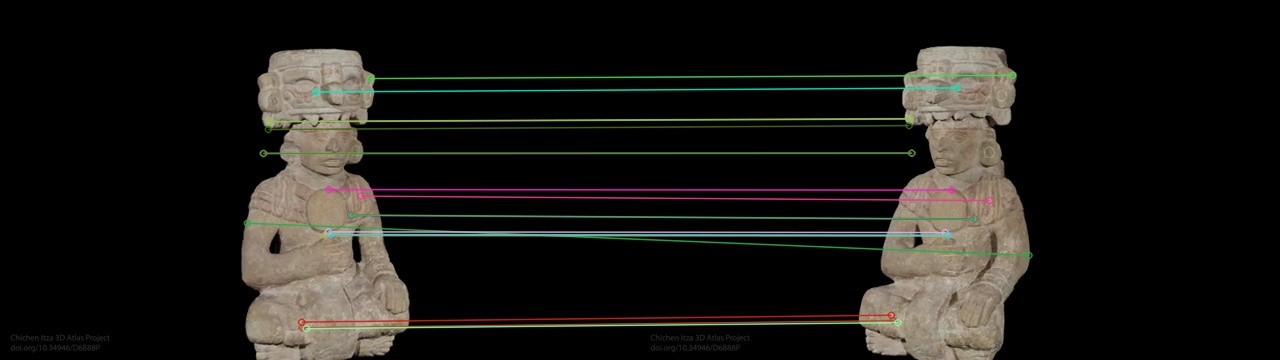 Chichen Itza 3D Atlas Project
doi.org/10.34946/D6B88P
Chichen Itza 3D Atlas Project
doi.org/10.34946/D6B88P